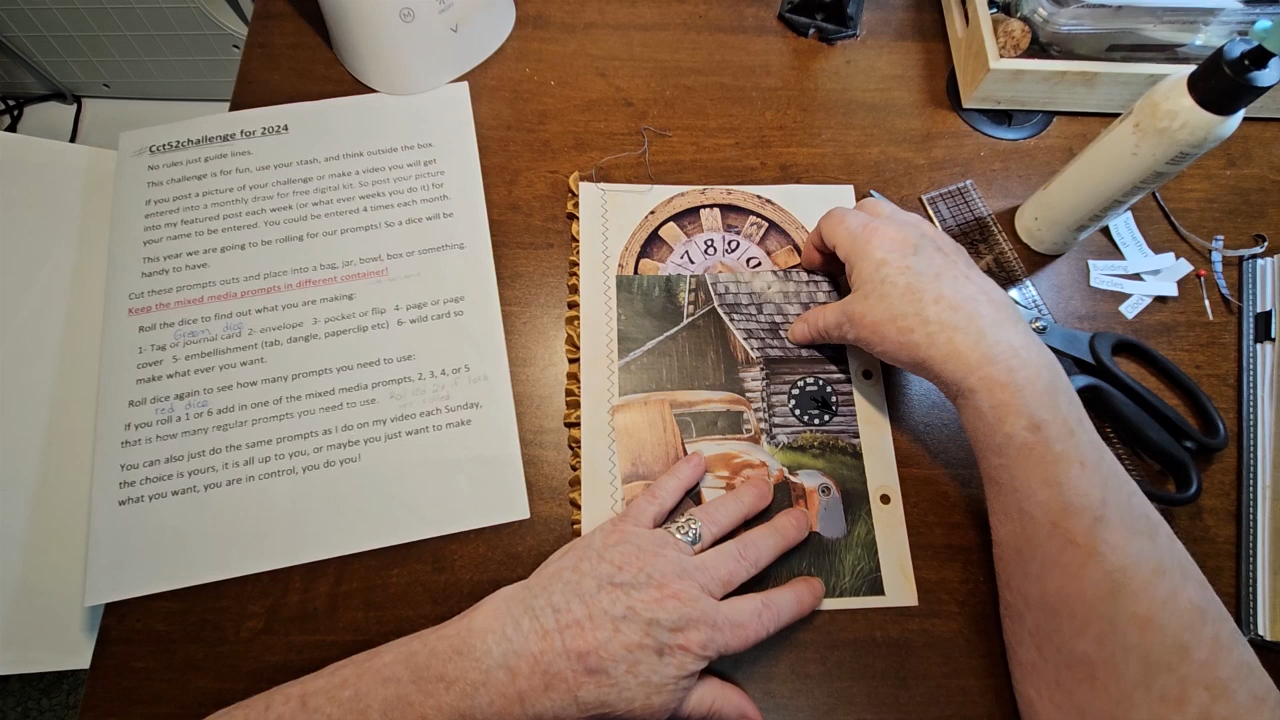 #Cct52challenge for 2024
No rules just guide lines.
This challenge is for fun, use your stash, and think outside the box.
If you post a picture of your challenge or make a video you will get
entered into a monthly draw for free digital kit. So post your picture
into my featured post each week (or what ever weeks you do it) for
your name to be entered. You could be entered 4 times each month.
This year we are going to be rolling for our prompts! So a dice will be
handy to have.
Cut these prompts outs and place into a bag, jar, bowl, box or something.
Keep the mixed media prompts in different container!
Roll the dice to find out what you are making:
Green dice
1- Tag or journal card 2- envelope 3- pocket or flip 4- page or page
cover 5- embellishment (tab, dangle, paperclip etc) 6- wild card so
make what ever you want.
Roll dice again to see how many prompts you need to use:
red dice
If you roll a 1 or 6 add in one of the mixed media prompts, 2, 3, 4, or 5
that is how many regular prompts you need to use.
You can also just do the same prompts as I do on my video each Sunday,
the choice is yours, it is all up to you, or maybe you just want to make
what you want, you are in control, you do you!
M
V
7 8 9
Something
metal
Building
Circles
Clock